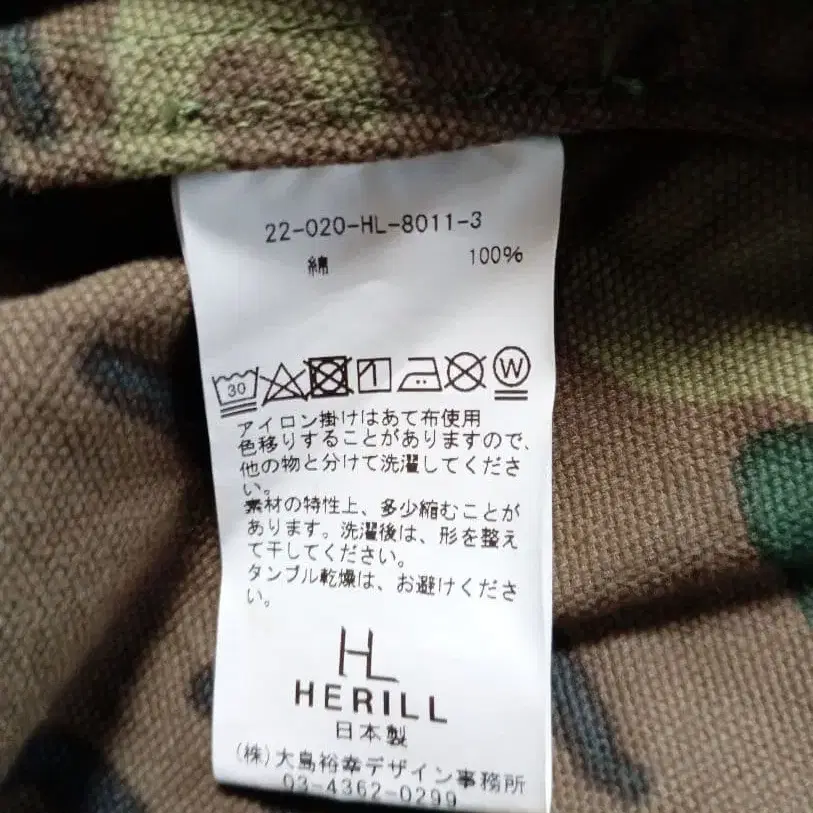 22-020-HL-8011-3
綿 100%
30 W
アイロン掛けはあて布使用
色移りすることがありますので、
他の物と分けて洗濯してくださ
い。
素材の特性上、多少縮むことが
あります。洗濯後は、形を整え
て干してください。
タンブル乾燥は、お避けくださ
い。
HL
HERILL
日本製
(株)大島裕幸デザイン事務所
03-4362-0299